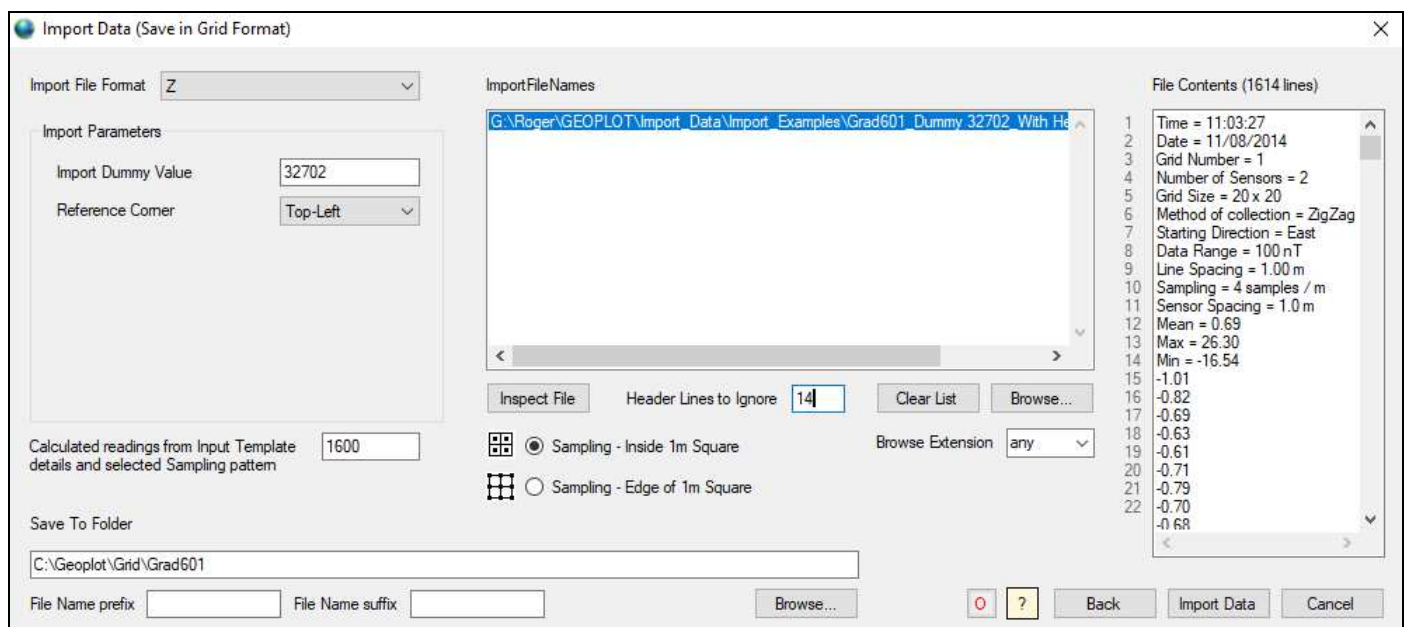 Import Data (Save in Grid Format)
Import File Format Z
Import Parameters
Import Dummy Value 32702
Reference Corner Top-Left
Calculated readings from Input Template 1600
details and selected Sampling pattern
Save To Folder
C:\Geoplot\Grid\Grad601
File Name prefix
File Name suffix
Browse...
ImportFileNames
G:\Roger\GEOPLOT\Import_Data\Import_Examples\Grad601_Dummy 32702_With He
Inspect File
Header Lines to Ignore 14
Clear List
Browse...
Sampling - Inside 1m Square
Browse Extension any
Sampling - Edge of 1m Square
File Contents (1614 lines)
1 Time = 11:03:27
2 Date = 11/08/2014
3 Grid Number = 1
4 Number of Sensors = 2
5 Grid Size = 20 x 20
6 Method of collection = ZigZag
7 Starting Direction = East
8 Data Range = 100 nT
9 Line Spacing = 1.00 m
10 Sampling = 4 samples / m
11 Sensor Spacing = 1.0 m
12 Mean = 0.69
13 Max = 26.30
14 Min = -16.54
15 -1.01
16 -0.82
17 -0.69
18 -0.63
19 -0.61
20 -0.71
21 -0.79
22 -0.70
-0.68
O
?
Back
Import Data
Cancel